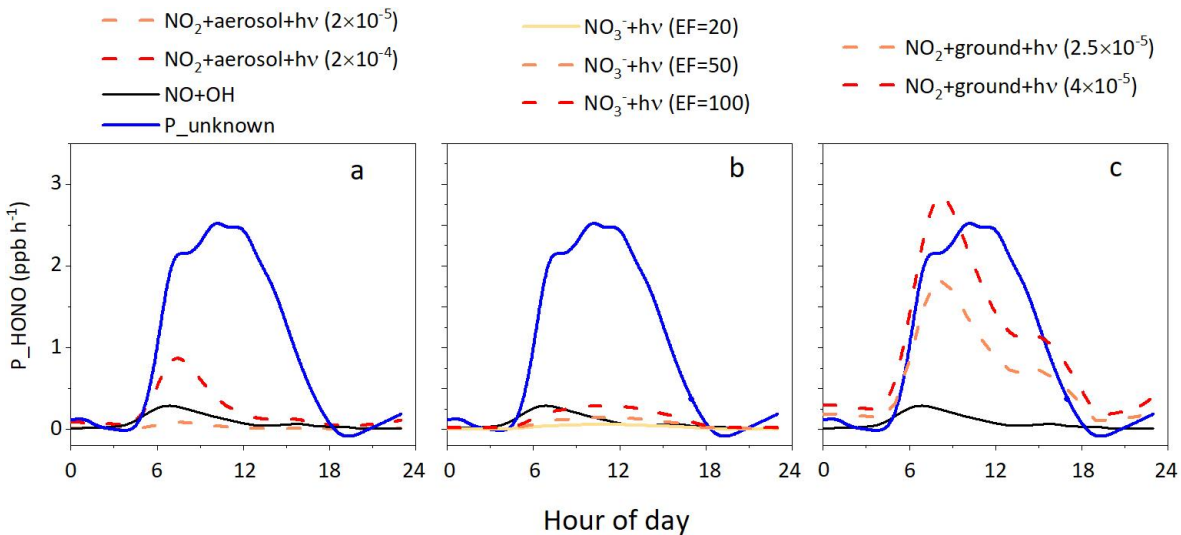 NO₂+aerosol+hν (2×10⁻⁵)
NO₂+aerosol+hν (2×10⁻⁴)
NO+OH
P_unknown
NO₃⁻+hν (EF=20)
NO₃⁻+hν (EF=50)
NO₃⁻+hν (EF=100)
NO₂+ground+hν (2.5×10⁻⁵)
NO₂+ground+hν (4×10⁻⁵)
a
b
c
P_HONO (ppb h⁻¹)
3
2
1
0
0 6 12 18 24
0 6 12 18 24
0 6 12 18 24
Hour of day